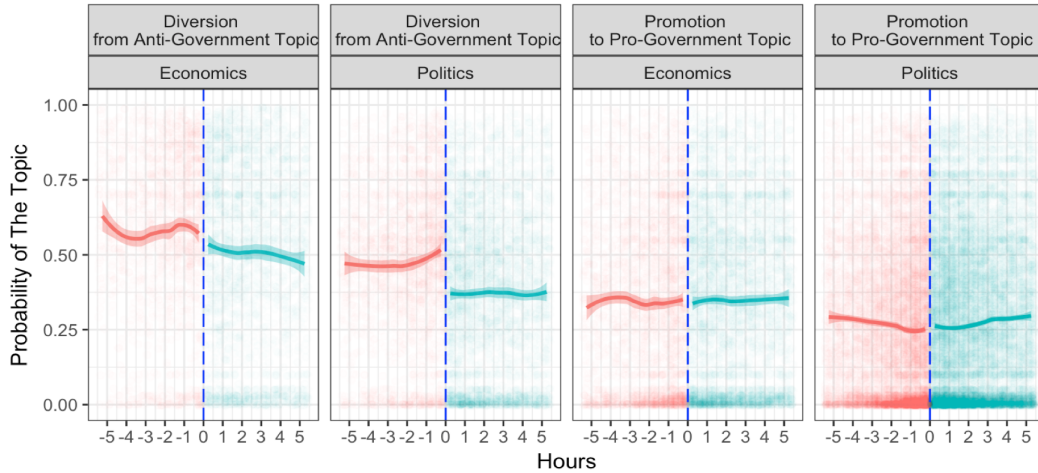 Diversion
from Anti-Government Topic
Diversion
from Anti-Government Topic
Promotion
to Pro-Government Topic
Promotion
to Pro-Government Topic
Economics
Politics
Economics
Politics
Probability of The Topic
1.00
0.75
0.50
0.25
0.00
-5 -4 -3 -2 -1 0 1 2 3 4 5
-5 -4 -3 -2 -1 0 1 2 3 4 5
-5 -4 -3 -2 -1 0 1 2 3 4 5
-5 -4 -3 -2 -1 0 1 2 3 4 5
Hours